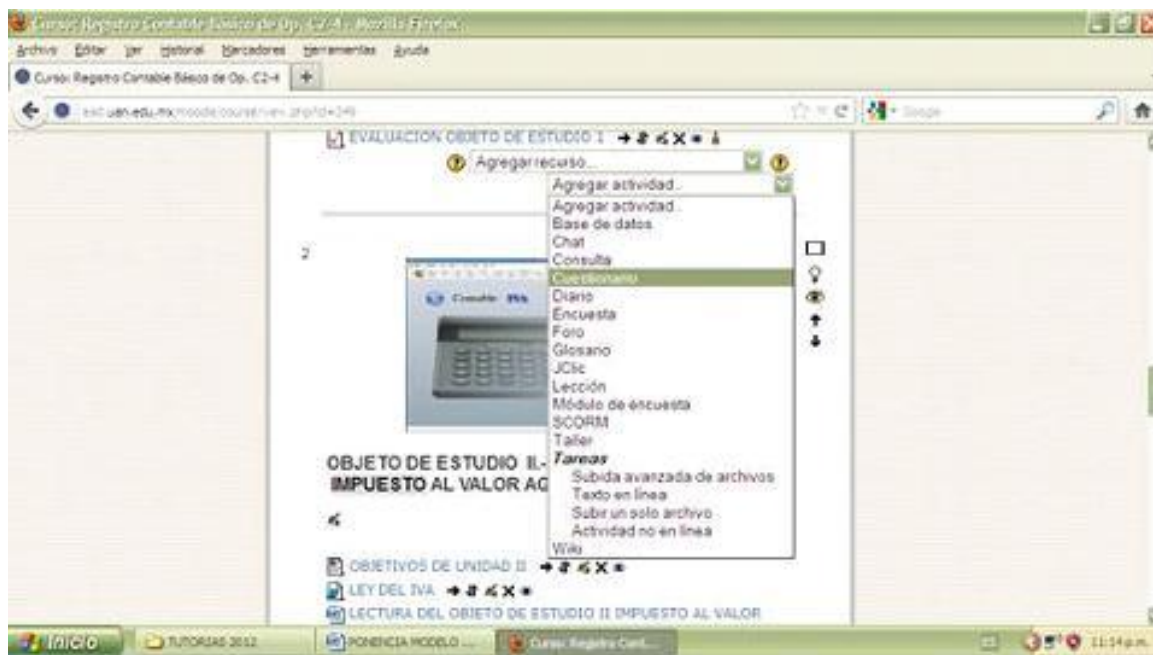 Curso: Registro Contable Básico de Op. C2-4 - Mozilla Firefox
Archivo Editar Ver Historial Marcadores Herramientas Ayuda
Curso: Registro Contable Básico de Op. C2-4 +
Google
EVALUACION OBJETO DE ESTUDIO I
Agregar recurso...
Agregar actividad...
Agregar actividad...
Base de datos
Chat
Consulta
Cuestionario
Diario
Encuesta
Foro
Glosario
JClic
Lección
Módulo de encuesta
SCORM
Taller
Tareas
Subida avanzada de archivos
Texto en línea
Subir un solo archivo
Actividad no en línea
Wiki
2
OBJETO DE ESTUDIO II.-
IMPUESTO AL VALOR AG
OBJETIVOS DE UNIDAD II
LEY DEL IVA
LECTURA DEL OBJETO DE ESTUDIO II IMPUESTO AL VALOR
Inicio
TUTORIAS 2012
PONENCIA MODELO ...
Curso: Registro Cont...
11:14 p.m.